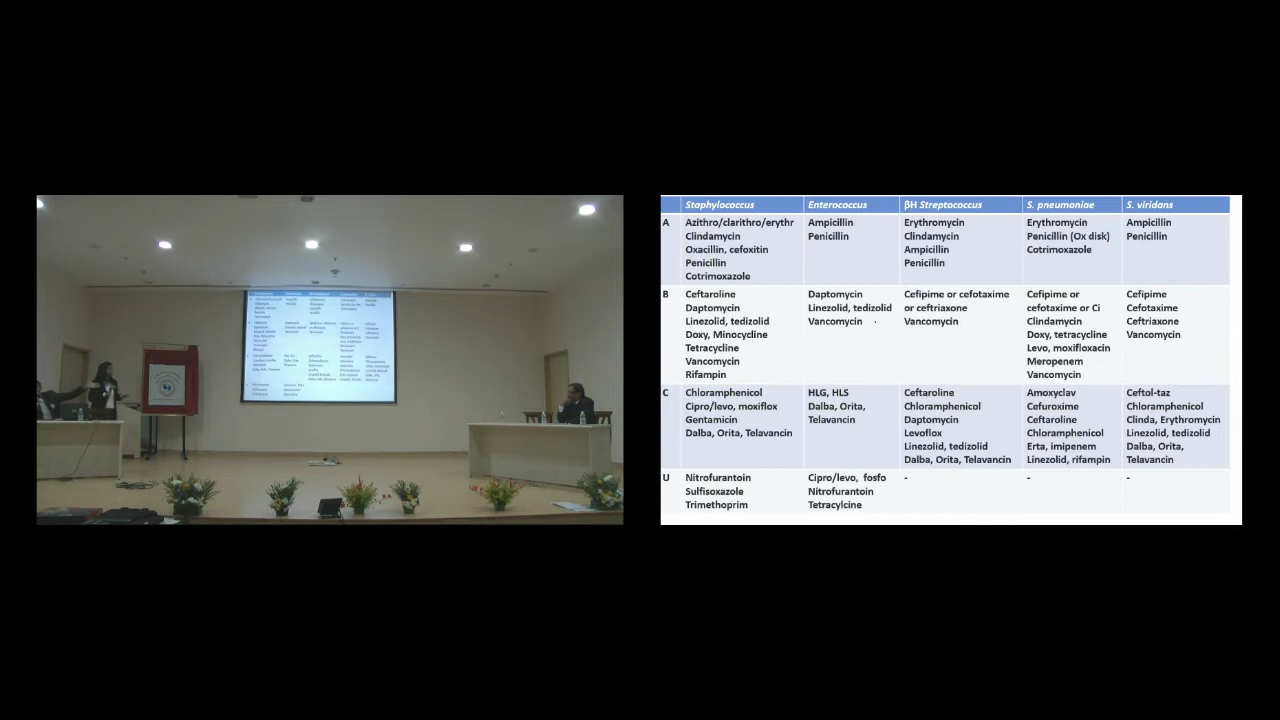 Staphylococcus Enterococcus βH Streptococcus S. pneumoniae S. viridans
A
Azithro/clarithro/erythr
Clindamycin
Oxacillin, cefoxitin
Penicillin
Cotrimoxazole
Ampicillin
Penicillin
Erythromycin
Clindamycin
Ampicillin
Penicillin
Erythromycin
Penicillin (Ox disk)
Cotrimoxazole
Ampicillin
Penicillin
B
Ceftaroline
Daptomycin
Linezolid, tedizolid
Doxy, Minocycline
Tetracycline
Vancomycin
Rifampin
Daptomycin
Linezolid, tedizolid
Vancomycin
Cefipime or cefotaxime
or ceftriaxone
Vancomycin
Cefipime or
cefotaxime or Ci
Clindamycin
Doxy, tetracycline
Levo, moxifloxacin
Meropenem
Vancomycin
Cefipime
Cefotaxime
Ceftriaxone
Vancomycin
C
Chloramphenicol
Cipro/levo, moxiflox
Gentamicin
Dalba, Orita, Telavancin
HLG, HLS
Dalba, Orita,
Telavancin
Ceftaroline
Chloramphenicol
Daptomycin
Levoflox
Linezolid, tedizolid
Dalba, Orita, Telavancin
Amoxyclav
Cefuroxime
Ceftaroline
Chloramphenicol
Erta, imipenem
Linezolid, rifampin
Ceftol-taz
Chloramphenicol
Clinda, Erythromycin
Linezolid, tedizolid
Dalba, Orita,
Telavancin
U
Nitrofurantoin
Sulfisoxazole
Trimethoprim
Cipro/levo, fosfo
Nitrofurantoin
Tetracylcine
-
-
-